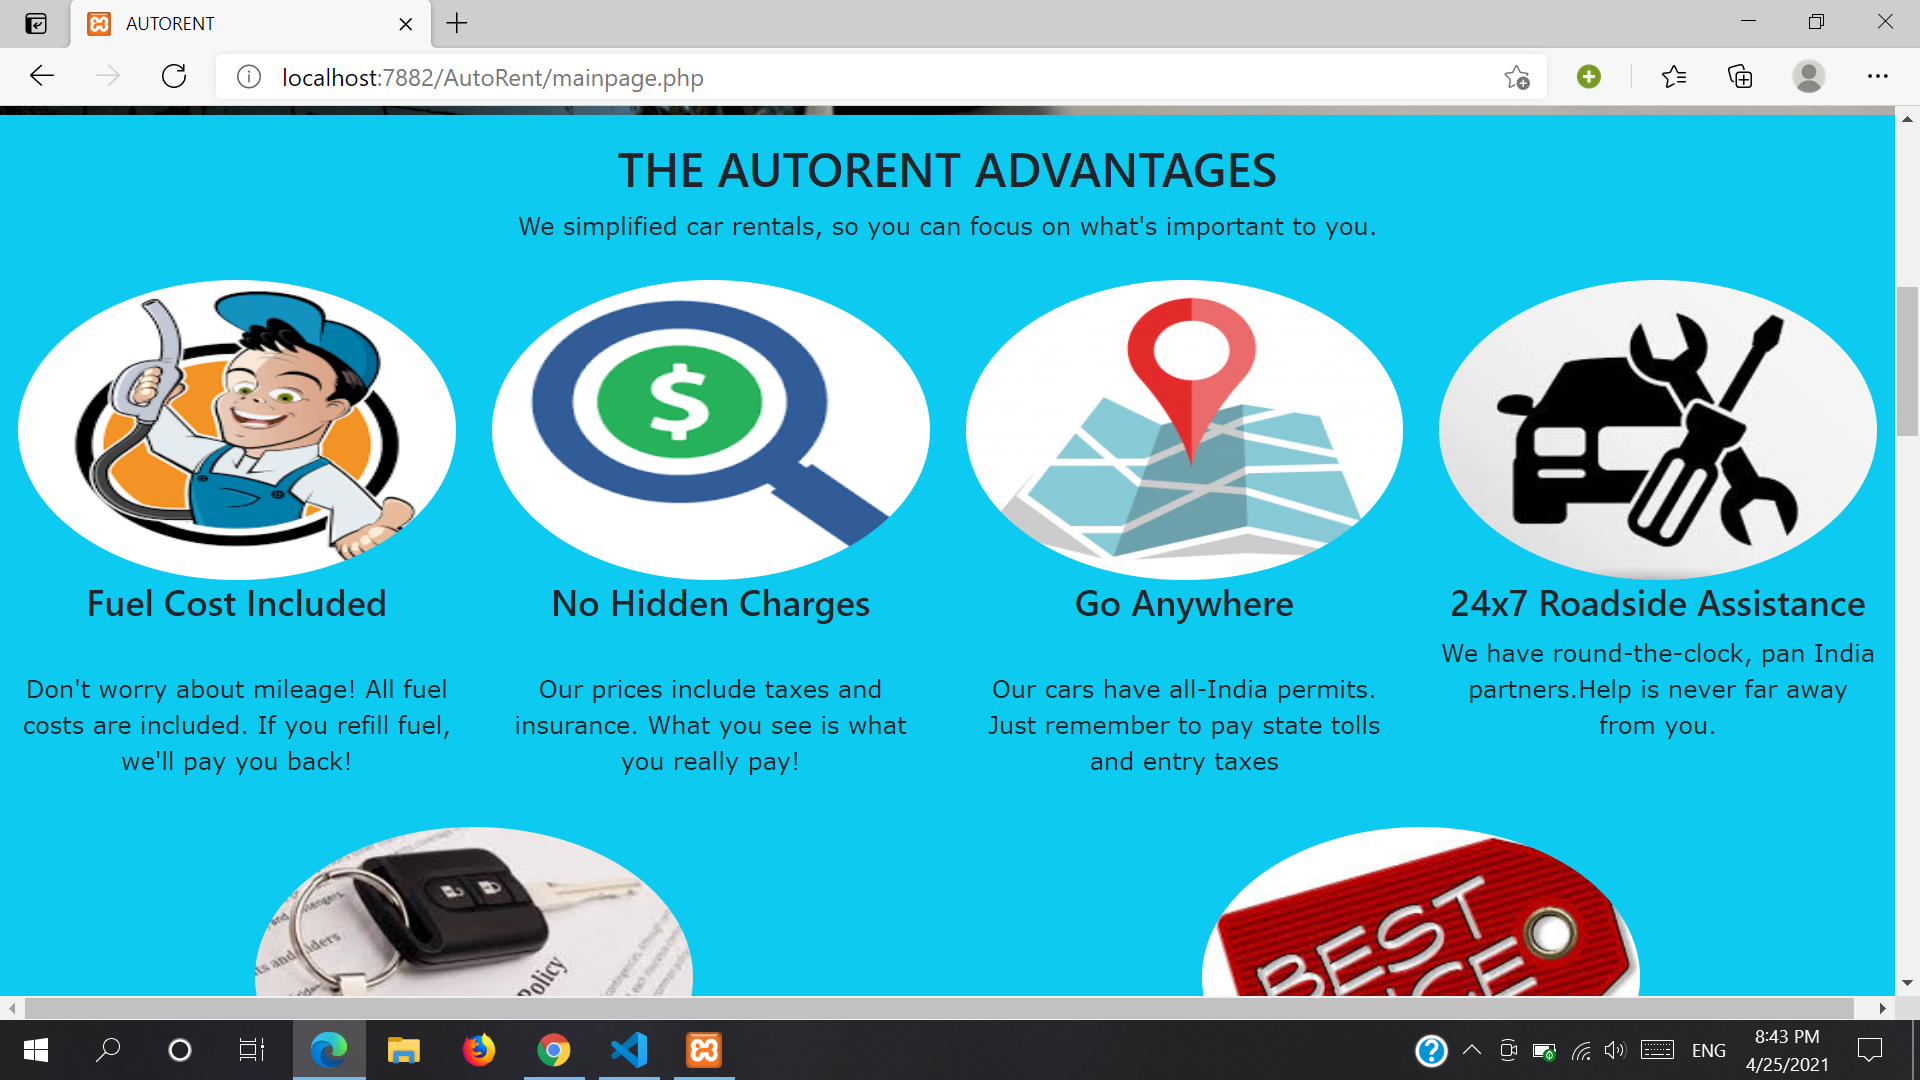 AUTORENT
localhost:7882/AutoRent/mainpage.php
THE AUTORENT ADVANTAGES
We simplified car rentals, so you can focus on what's important to you.
$
Fuel Cost Included
Don't worry about mileage! All fuel
costs are included. If you refill fuel,
we'll pay you back!
No Hidden Charges
Our prices include taxes and
insurance. What you see is what
you really pay!
Go Anywhere
Our cars have all-India permits.
Just remember to pay state tolls
and entry taxes
24x7 Roadside Assistance
We have round-the-clock, pan India
partners.Help is never far away
from you.
Policy
BEST
ENG
8:43 PM
4/25/2021